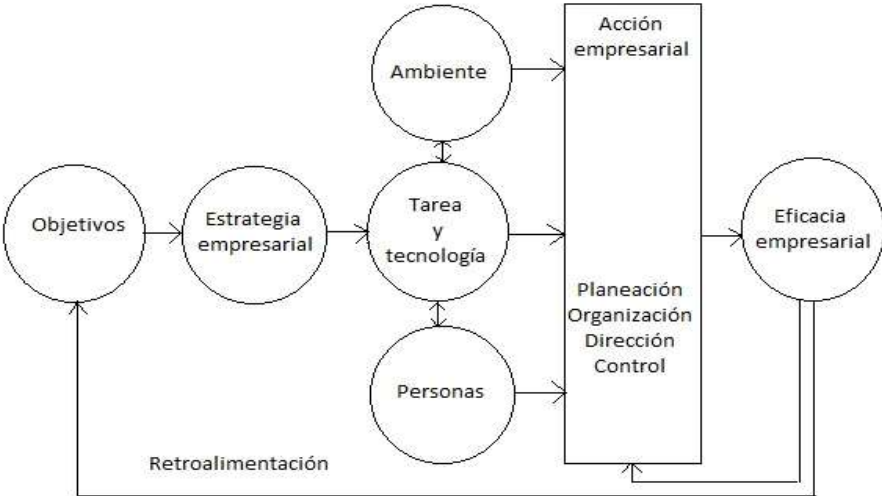 Objetivos
Estrategia
empresarial
Ambiente
Tarea
y
tecnología
Personas
Acción
empresarial
Planeación
Organización
Dirección
Control
Eficacia
empresarial
Retroalimentación